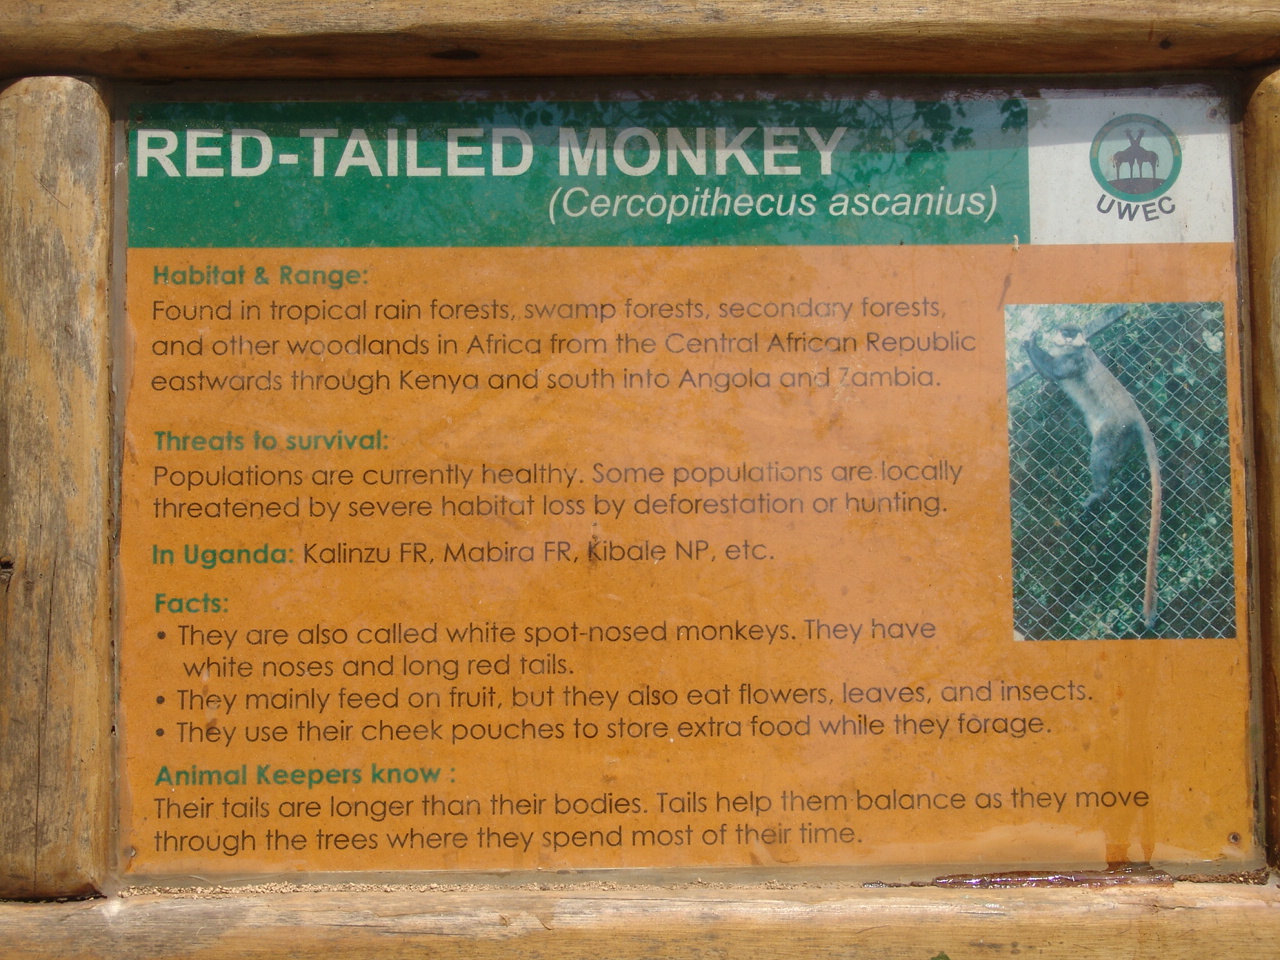 RED-TAILED MONKEY
(Cercopithecus ascanius)
UWEC
Habitat & Range:
Found in tropical rain forests, swamp forests, secondary forests,
and other woodlands in Africa from the Central African Republic
eastwards through Kenya and south into Angola and Zambia.
Threats to survival:
Populations are currently healthy. Some populations are locally
threatened by severe habitat loss by deforestation or hunting.
In Uganda: Kalinzu FR, Mabira FR, Kibale NP, etc.
Facts:
• They are also called white spot-nosed monkeys. They have
white noses and long red tails.
• They mainly feed on fruit, but they also eat flowers, leaves, and insects.
• They use their cheek pouches to store extra food while they forage.
Animal Keepers know :
Their tails are longer than their bodies. Tails help them balance as they move
through the trees where they spend most of their time.